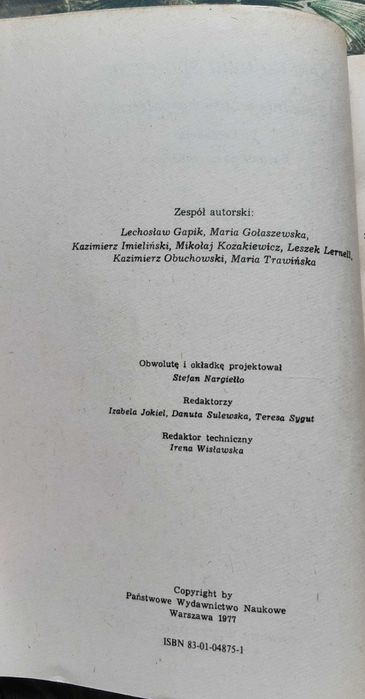 Zespół autorski:
Lechosław Gapik, Maria Gołaszewska,
Kazimierz Imieliński, Mikołaj Kozakiewicz, Leszek Lernell,
Kazimierz Obuchowski, Maria Trawińska
Obwolutę i okładkę projektował
Stefan Nargiełło
Redaktorzy
Izabela Jokiel, Danuta Sulewska, Teresa Sygut
Redaktor techniczny
Irena Wisławska
Copyright by
Państwowe Wydawnictwo Naukowe
Warszawa 1977
ISBN 83-01-04875-1